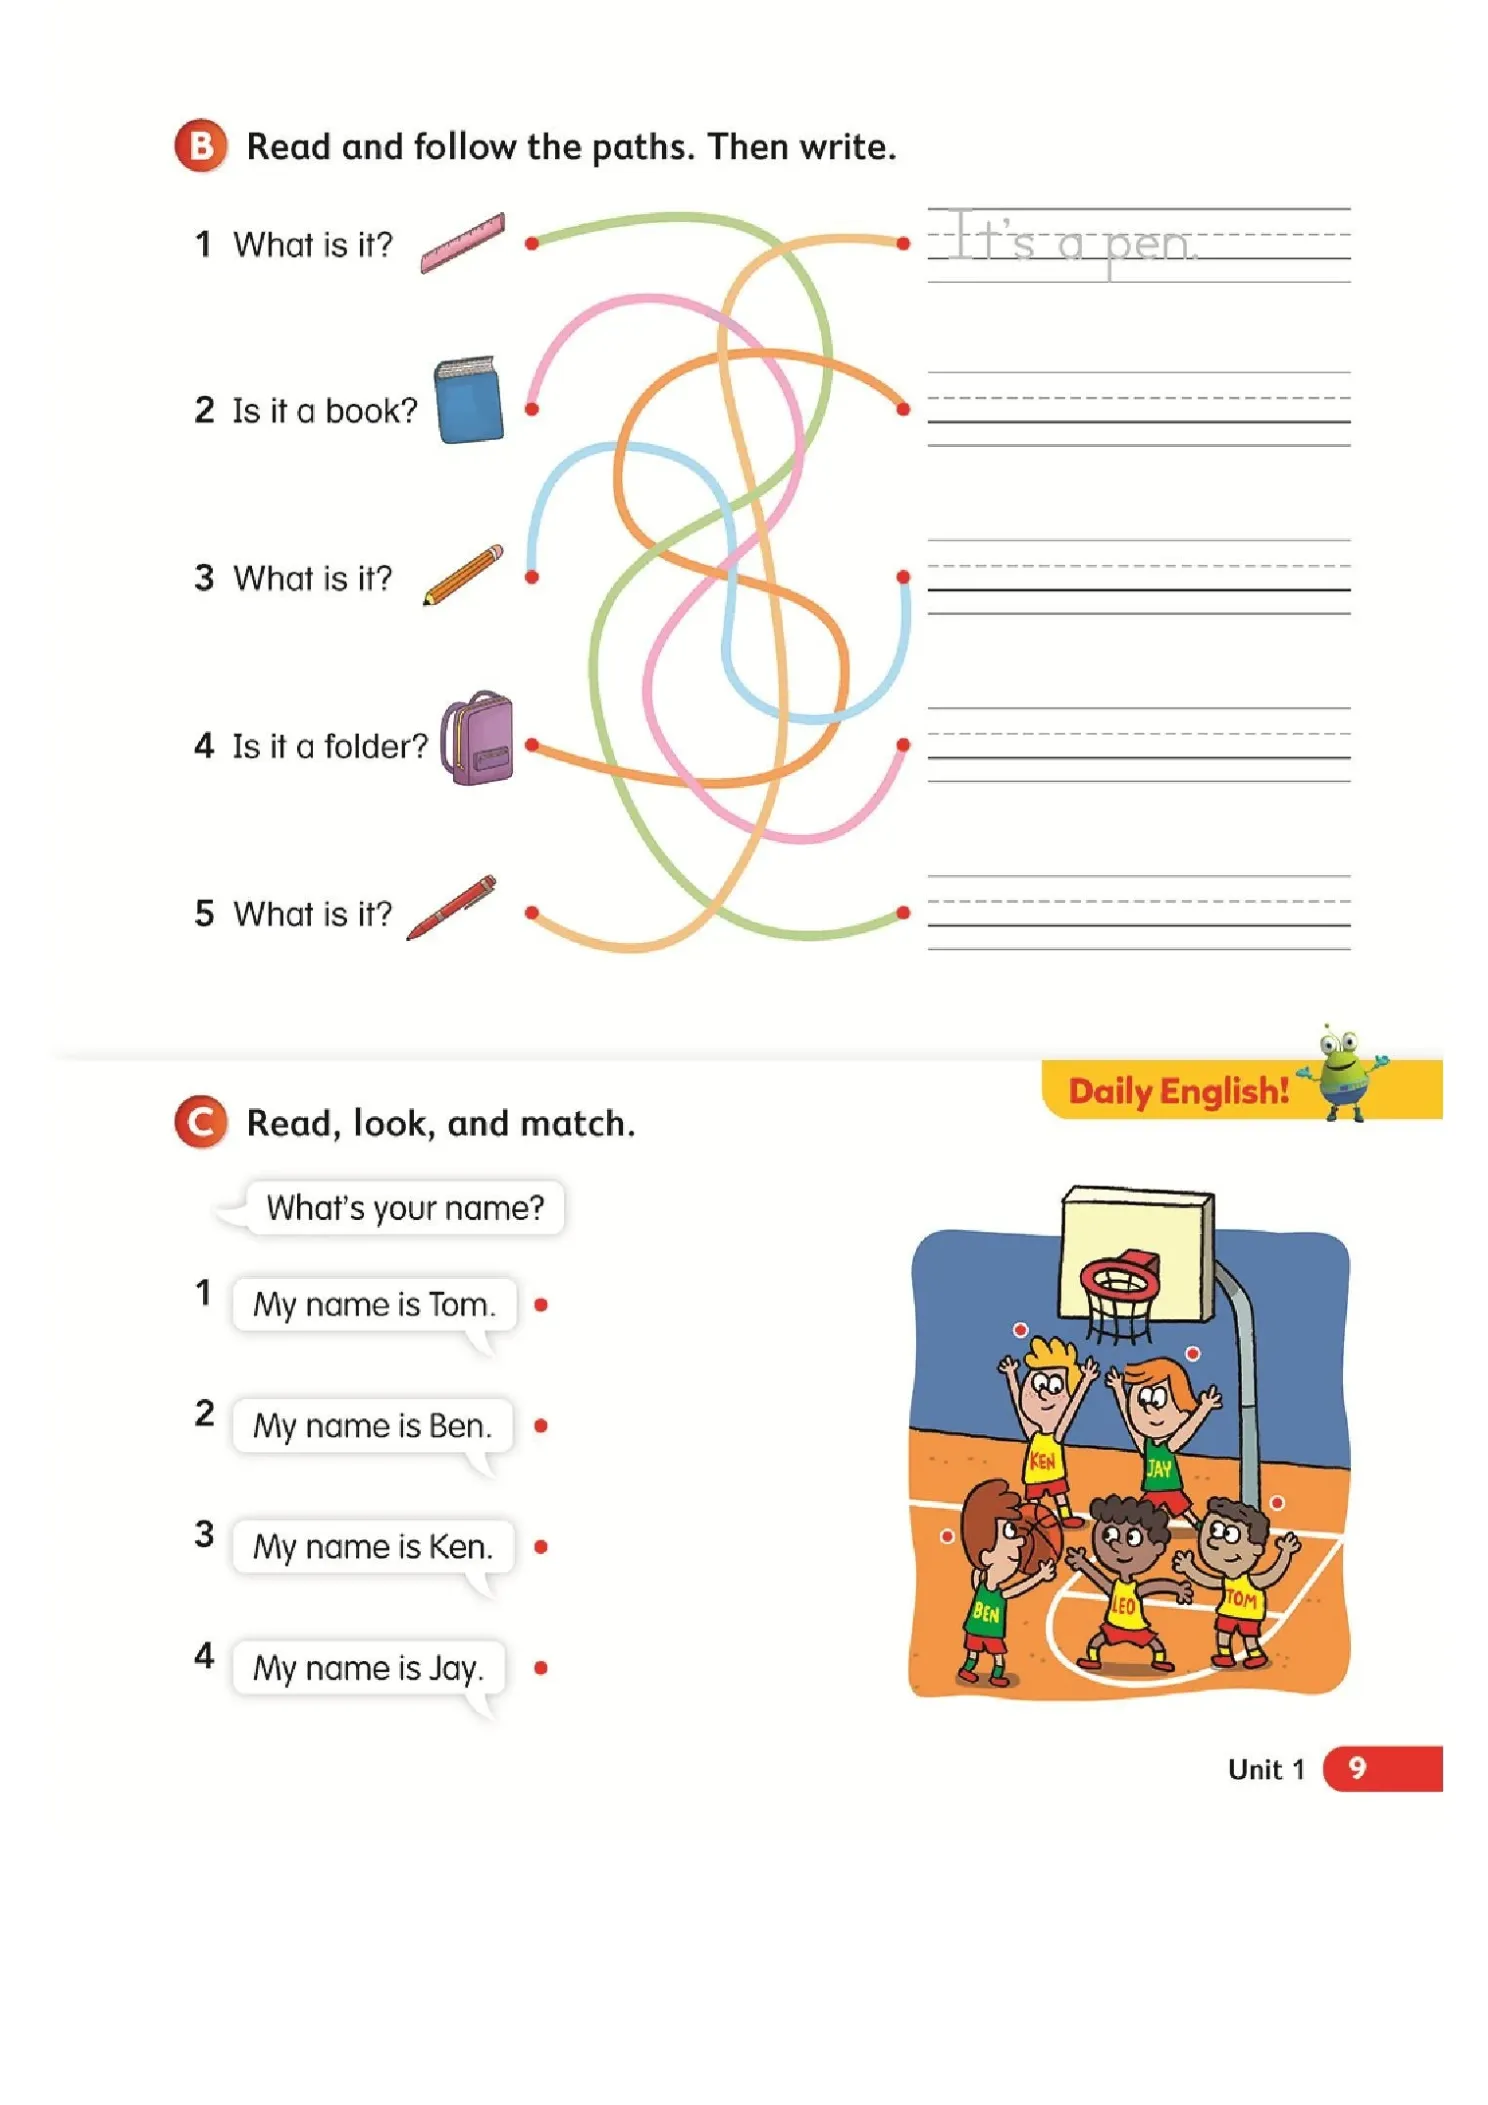 B Read and follow the paths. Then write.
1 What is it?
It's a pen.
2 Is it a book?
3 What is it?
4 Is it a folder?
5 What is it?
Daily English!
C Read, look, and match.
What's your name?
1 My name is Tom.
2 My name is Ben.
3 My name is Ken.
4 My name is Jay.
KEN
JAY
BEN
LEO
TOM
Unit 1 9